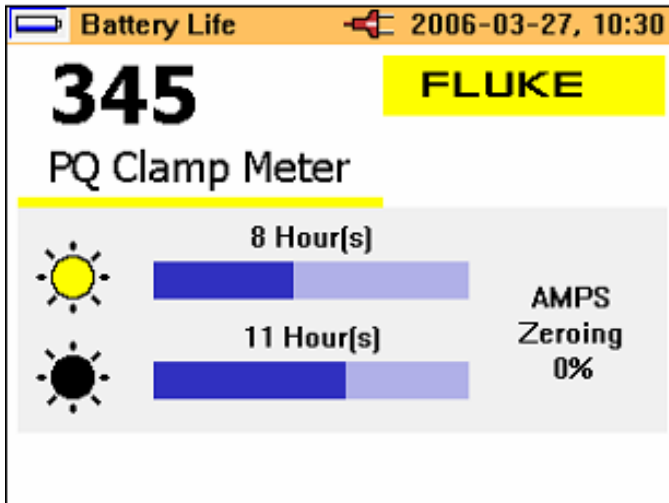 Battery Life 2006-03-27, 10:30
345
FLUKE
PQ Clamp Meter
8 Hour(s)
11 Hour(s)
AMPS
Zeroing
0%